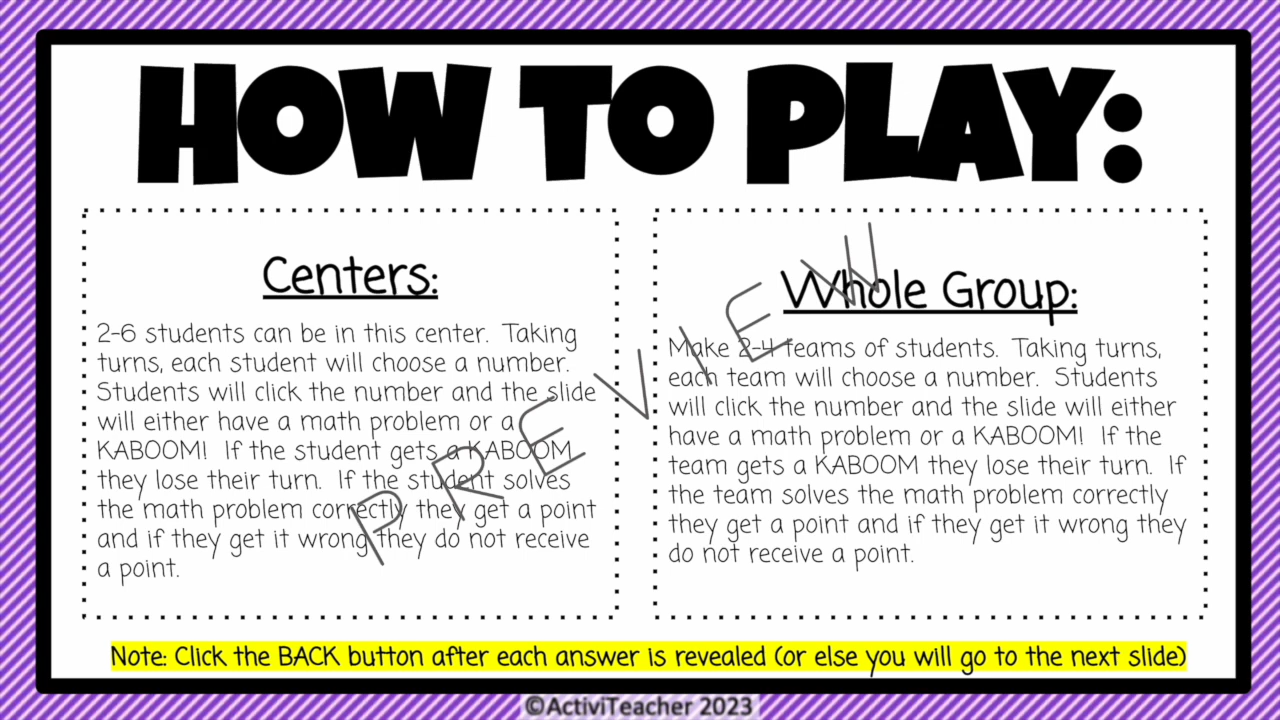 HOW TO PLAY:
Centers:
2-6 students can be in this center. Taking
turns, each student will choose a number.
Students will click the number and the slide
will either have a math problem or a
KABOOM! If the student gets a KABOOM
they lose their turn. If the student solves
the math problem correctly they get a point
and if they get it wrong they do not receive
a point.
Whole Group:
Make 2-4 teams of students. Taking turns,
each team will choose a number. Students
will click the number and the slide will either
have a math problem or a KABOOM! If the
team gets a KABOOM they lose their turn. If
the team solves the math problem correctly
they get a point and if they get it wrong they
do not receive a point.
PREVIEW
Note: Click the BACK button after each answer is revealed (or else you will go to the next slide)
©ActiviTeacher 2023